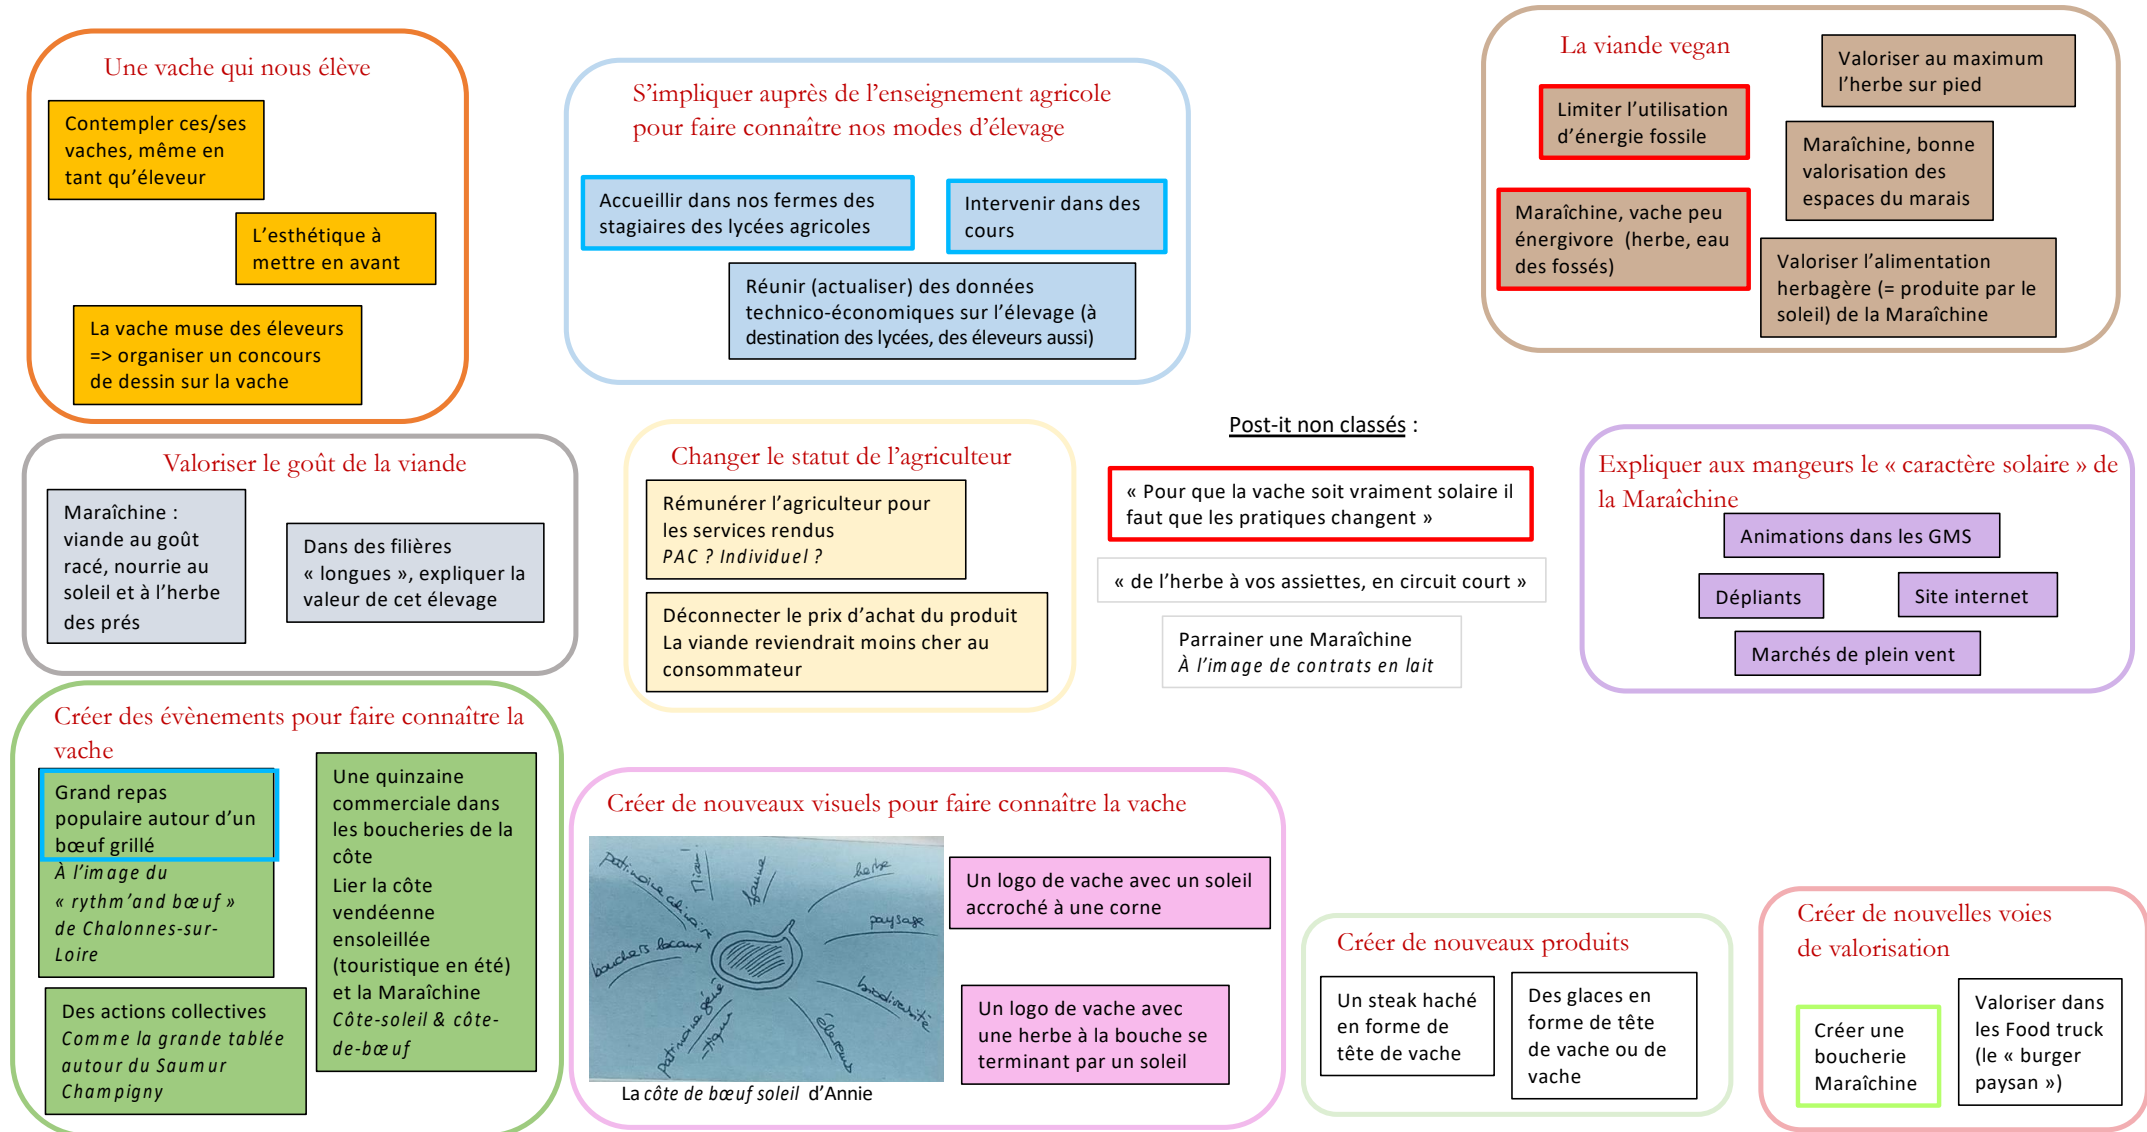 Une vache qui nous élève
Contempler ces/ses
vaches, même en
tant qu’éleveur
L’esthétique à
mettre en avant
La vache muse des éleveurs
=> organiser un concours
de dessin sur la vache
S’impliquer auprès de l’enseignement agricole
pour faire connaître nos modes d’élevage
Accueillir dans nos fermes des
stagiaires des lycées agricoles
Intervenir dans des
cours
Réunir (actualiser) des données
technico-économiques sur l’élevage (à
destination des lycées, des éleveurs aussi)
La viande vegan
Valoriser au maximum
l’herbe sur pied
Limiter l’utilisation
d’énergie fossile
Maraîchine, bonne
valorisation des
espaces du marais
Maraîchine, vache peu
énergivore (herbe, eau
des fossés)
Valoriser l’alimentation
herbagère (= produite par le
soleil) de la Maraîchine
Valoriser le goût de la viande
Maraîchine :
viande au goût
racé, nourrie au
soleil et à l’herbe
des prés
Dans des filières
« longues », expliquer la
valeur de cet élevage
Changer le statut de l’agriculteur
Rémunérer l’agriculteur pour
les services rendus
PAC ? Individuel ?
Déconnecter le prix d’achat du produit
La viande reviendrait moins cher au
consommateur
Post-it non classés :
« Pour que la vache soit vraiment solaire il
faut que les pratiques changent »
« de l’herbe à vos assiettes, en circuit court »
Parrainer une Maraîchine
À l’image de contrats en lait
Expliquer aux mangeurs le « caractère solaire » de
la Maraîchine
Animations dans les GMS
Dépliants
Site internet
Marchés de plein vent
Créer des évènements pour faire connaître la
vache
Grand repas
populaire autour d’un
bœuf grillé
À l’image du
« rythm’and bœuf »
de Chalonnes-sur-
Loire
Des actions collectives
Comme la grande tablée
autour du Saumur
Champigny
Une quinzaine
commerciale dans
les boucheries de la
côte
Lier la côte
vendéenne
ensoleillée
(touristique en été)
et la Maraîchine
Côte-soleil & côte-
de-bœuf
Créer de nouveaux visuels pour faire connaître la vache
patrimoine culinaire
Miam !
faune
herbe
paysage
biodiversité
éleveurs
patrimoine géné
-tique
bouchers locaux
La côte de bœuf soleil d’Annie
Un logo de vache avec un soleil
accroché à une corne
Un logo de vache avec
une herbe à la bouche se
terminant par un soleil
Créer de nouveaux produits
Un steak haché
en forme de
tête de vache
Des glaces en
forme de tête
de vache ou de
vache
Créer de nouvelles voies
de valorisation
Créer une
boucherie
Maraîchine
Valoriser dans
les Food truck
(le « burger
paysan »)